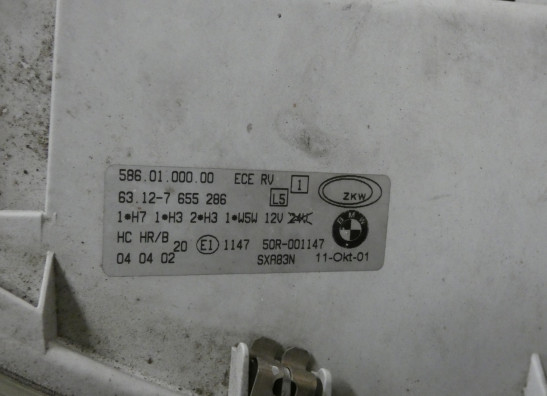 586.01.000.00 ECE RV I
63.12-7 655 286 L5 ZKW
1•H7 1•H3 2•H3 1•W5W 12V 24V
BMW
HC HR/B 20 E1 1147 50R-001147
04 04 02 SXA83N 11-Okt-01